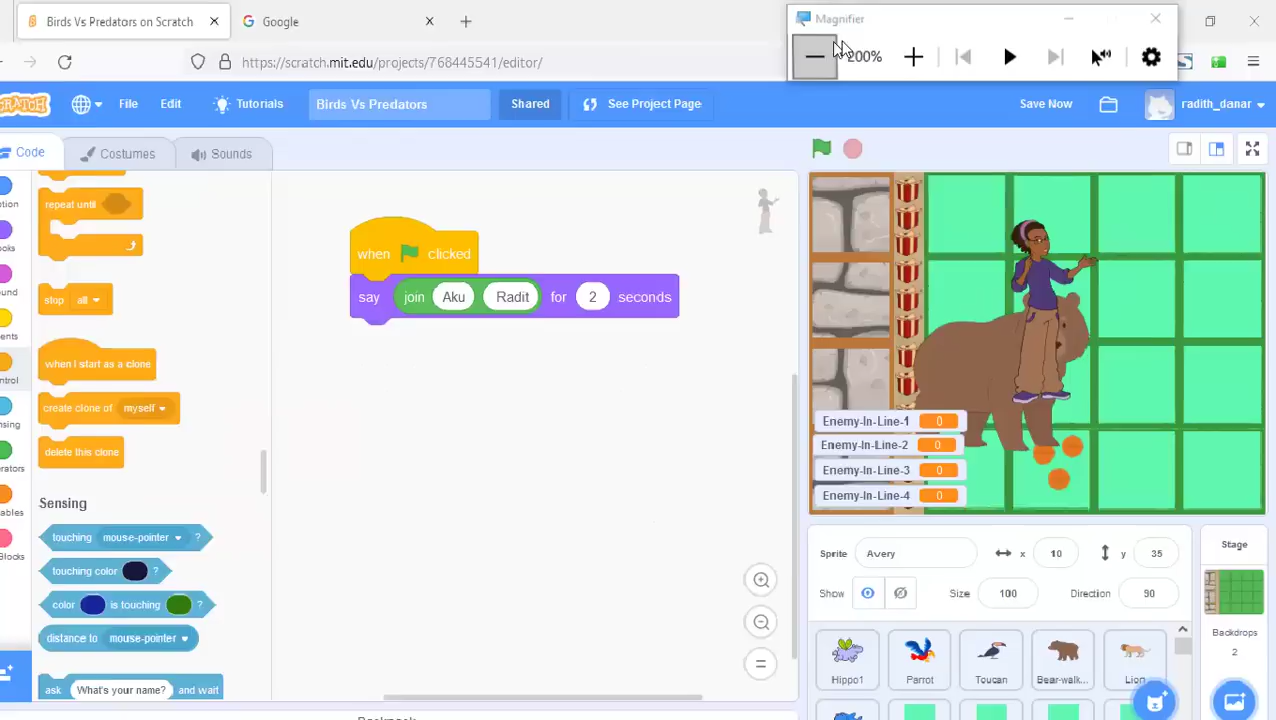 Birds Vs Predators on Scratch
Google
Magnifier
200%
https://scratch.mit.edu/projects/766445541/editor/
File
Edit
Tutorials
Birds Vs Predators
Shared
See Project Page
Save Now
radith_danar
Code
Costumes
Sounds
repeat until
stop all
when I start as a clone
create clone of myself
delete this clone
Sensing
touching mouse-pointer ?
touching color ?
color is touching ?
distance to mouse-pointer
ask What's your name? and wait
when clicked
say join Aku Radit for 2 seconds
Enemy-In-Line-1 0
Enemy-In-Line-2 0
Enemy-In-Line-3 0
Enemy-In-Line-4 0
Sprite Avery x 10 y 35
Show Size 100 Direction 90
Stage
Backdrops
2
Hippo1
Parrot
Toucan
Bear-walk...
Lion